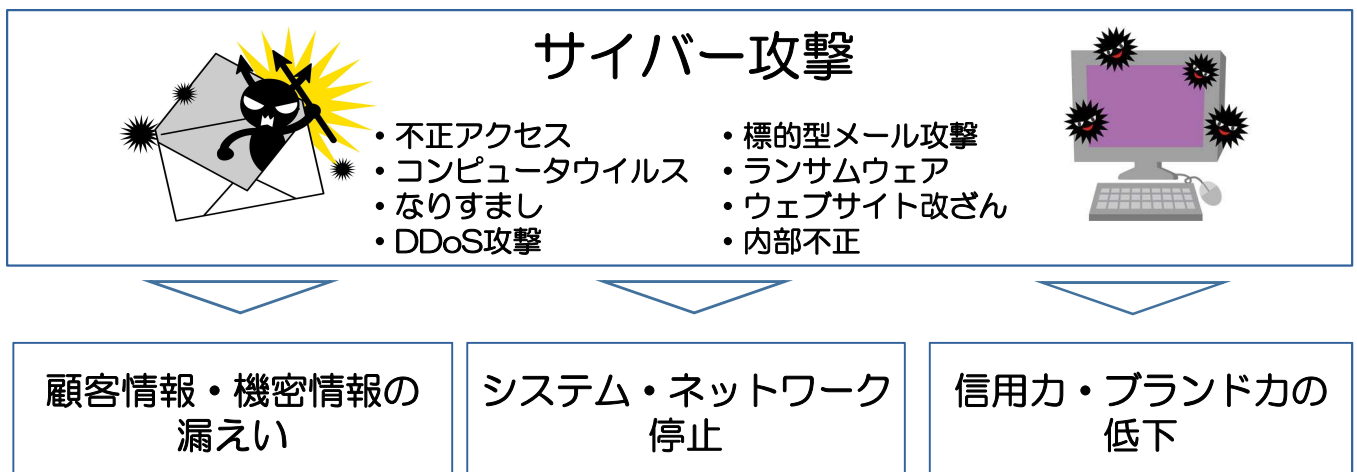 サイバー攻撃
・不正アクセス
・コンピュータウイルス
・なりすまし
・DDoS攻撃
・標的型メール攻撃
・ランサムウェア
・ウェブサイト改ざん
・内部不正
顧客情報・機密情報の
漏えい
システム・ネットワーク
停止
信用力・ブランド力の
低下